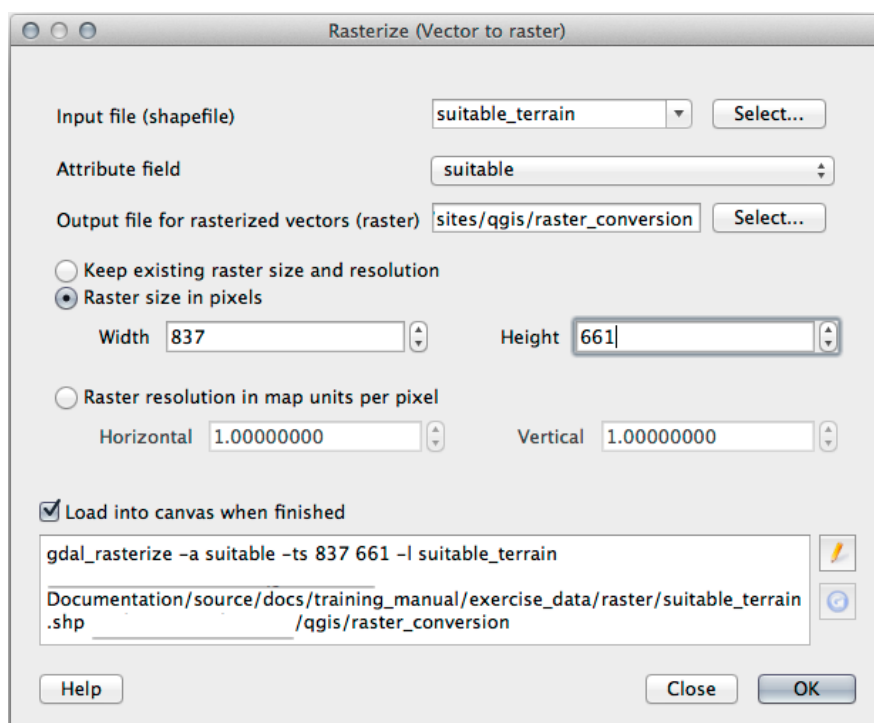 Rasterize (Vector to raster)
Input file (shapefile) suitable_terrain Select...
Attribute field suitable
Output file for rasterized vectors (raster) sites/qgis/raster_conversion Select...
Keep existing raster size and resolution
Raster size in pixels
Width 837 Height 661
Raster resolution in map units per pixel
Horizontal 1.00000000 Vertical 1.00000000
Load into canvas when finished
gdal_rasterize -a suitable -ts 837 661 -l suitable_terrain
Documentation/source/docs/training_manual/exercise_data/raster/suitable_terrain
.shp /qgis/raster_conversion
Help Close OK